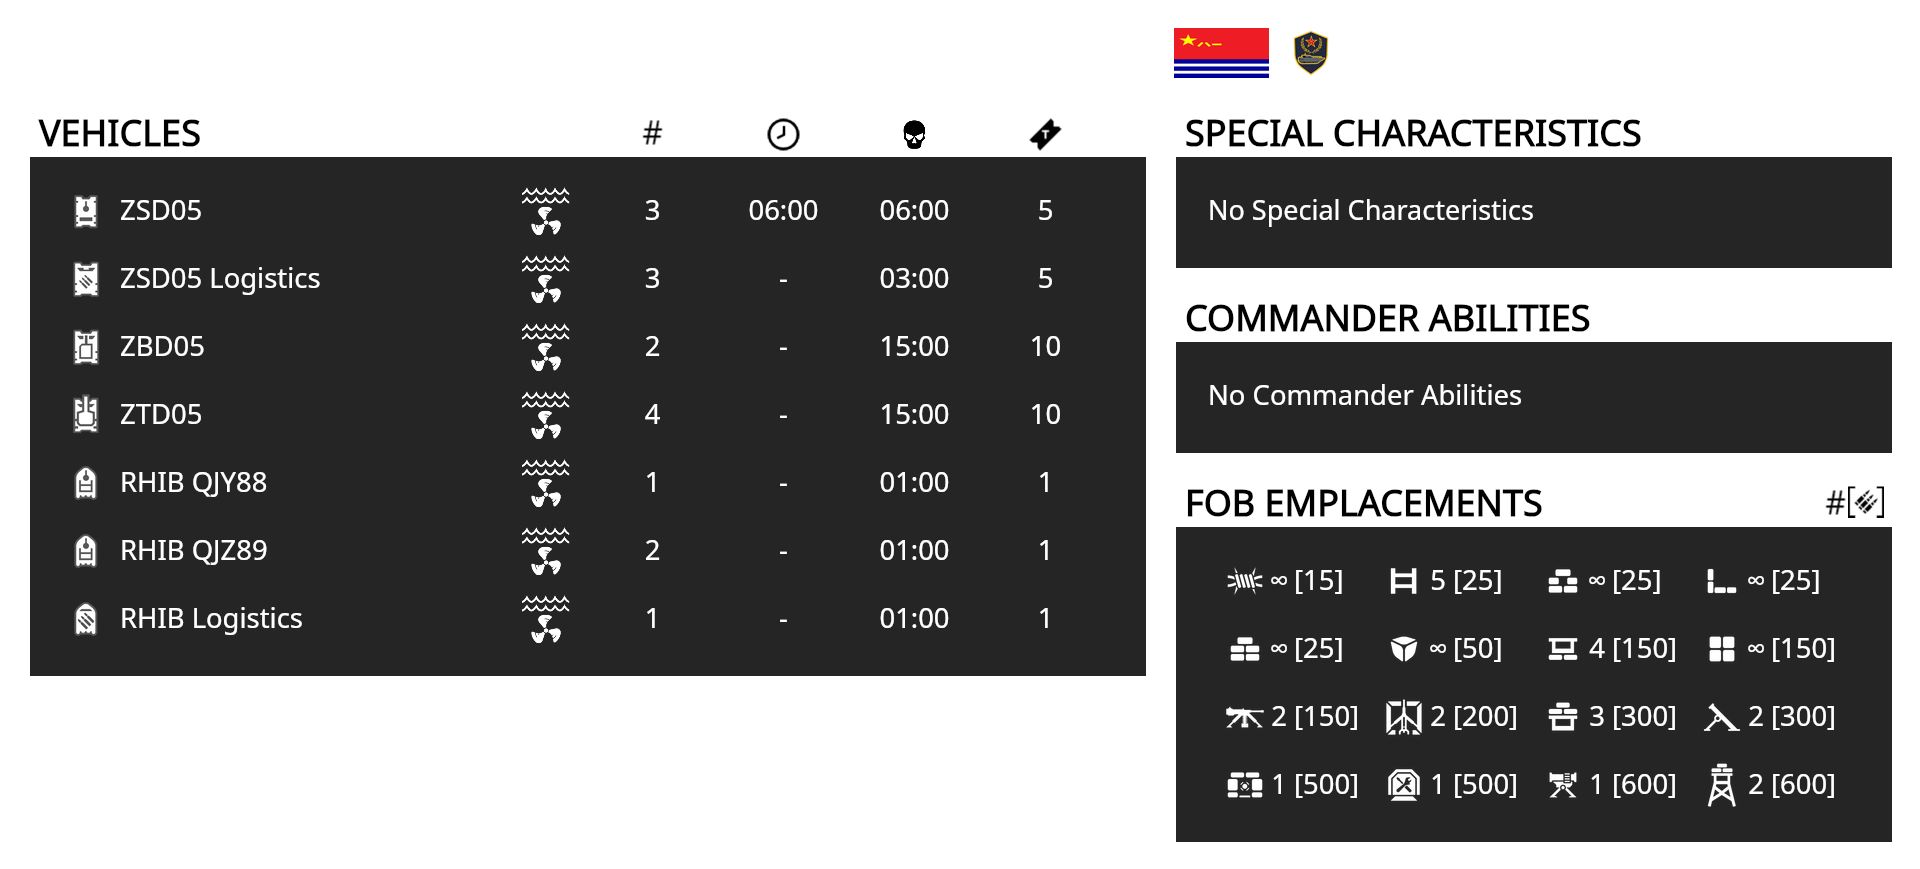 VEHICLES #
ZSD05 3 06:00 06:00 5
ZSD05 Logistics 3 - 03:00 5
ZBD05 2 - 15:00 10
ZTD05 4 - 15:00 10
RHIB QJY88 1 - 01:00 1
RHIB QJZ89 2 - 01:00 1
RHIB Logistics 1 - 01:00 1
SPECIAL CHARACTERISTICS
No Special Characteristics
COMMANDER ABILITIES
No Commander Abilities
FOB EMPLACEMENTS #[]
∞ [15] 5 [25] ∞ [25] ∞ [25]
∞ [25] ∞ [50] 4 [150] ∞ [150]
2 [150] 2 [200] 3 [300] 2 [300]
1 [500] 1 [500] 1 [600] 2 [600]